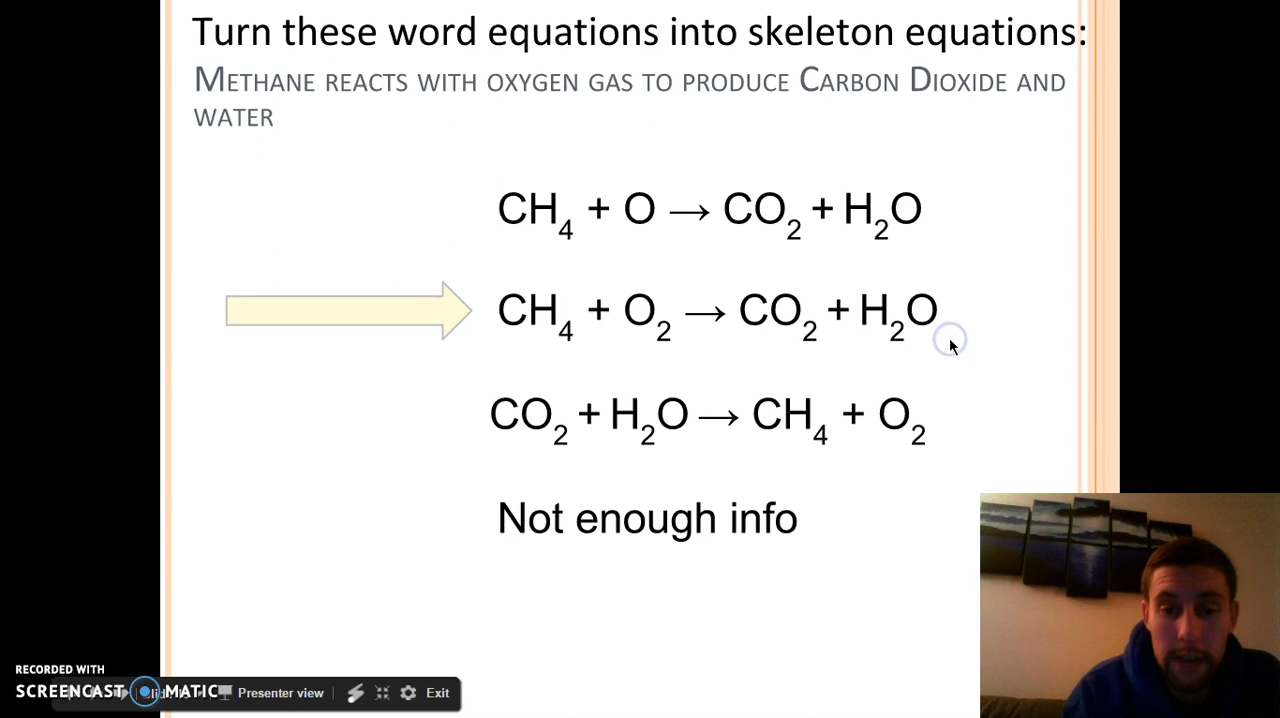 Turn these word equations into skeleton equations:
METHANE REACTS WITH OXYGEN GAS TO PRODUCE CARBON DIOXIDE AND
WATER
CH₄ + O → CO₂ + H₂O
CH₄ + O₂ → CO₂ + H₂O
CO₂ + H₂O → CH₄ + O₂
Not enough info
RECORDED WITH
SCREENCAST MATIC
Presenter view Exit